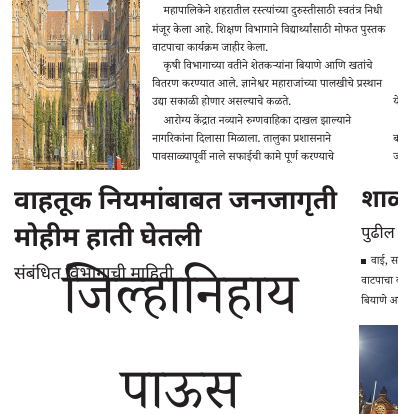 महापालिकेने शहरातील रस्त्यांच्या दुरुस्तीसाठी स्वतंत्र निधी
मंजूर केला आहे. शिक्षण विभागाने विद्यार्थ्यांसाठी मोफत पुस्तक
वाटपाचा कार्यक्रम जाहीर केला.
कृषी विभागाच्या वतीने शेतकऱ्यांना बियाणे आणि खतांचे
वितरण करण्यात आले. ज्ञानेश्वर महाराजांच्या पालखीचे प्रस्थान
उद्या सकाळी होणार असल्याचे कळते.
आरोग्य केंद्रात नव्याने रुग्णवाहिका दाखल झाल्याने
नागरिकांना दिलासा मिळाला. तालुका प्रशासनाने
पावसाळ्यापूर्वी नाले सफाईची कामे पूर्ण करण्याचे
वाहतूक नियमांबाबत जनजागृती
मोहीम हाती घेतली
संबंधित विभागाची माहिती
जिल्हानिहाय
पाऊस
पुढील
■ वाई, स
वाटपाचा
बियाणे अ